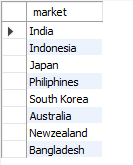 market
India
Indonesia
Japan
Philiphines
South Korea
Australia
Newzealand
Bangladesh